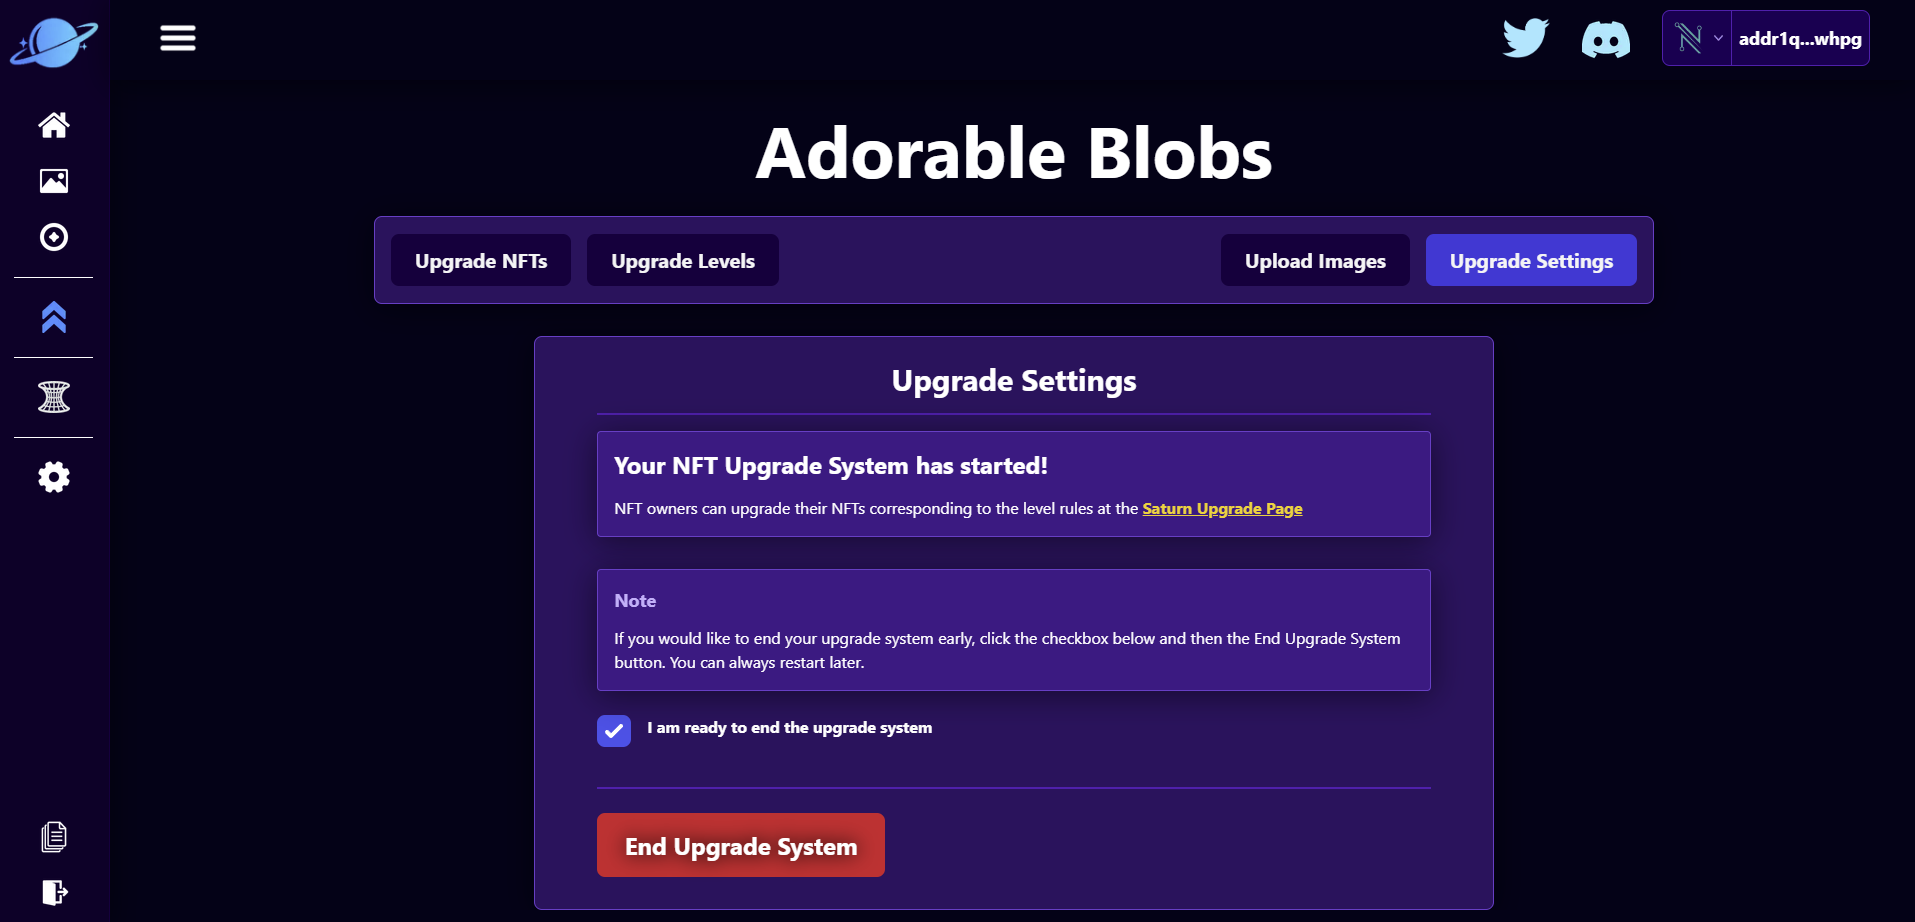 addr1q...whpg
Adorable Blobs
Upgrade NFTs
Upgrade Levels
Upload Images
Upgrade Settings
Upgrade Settings
Your NFT Upgrade System has started!
NFT owners can upgrade their NFTs corresponding to the level rules at the Saturn Upgrade Page
Note
If you would like to end your upgrade system early, click the checkbox below and then the End Upgrade System
button. You can always restart later.
I am ready to end the upgrade system
End Upgrade System